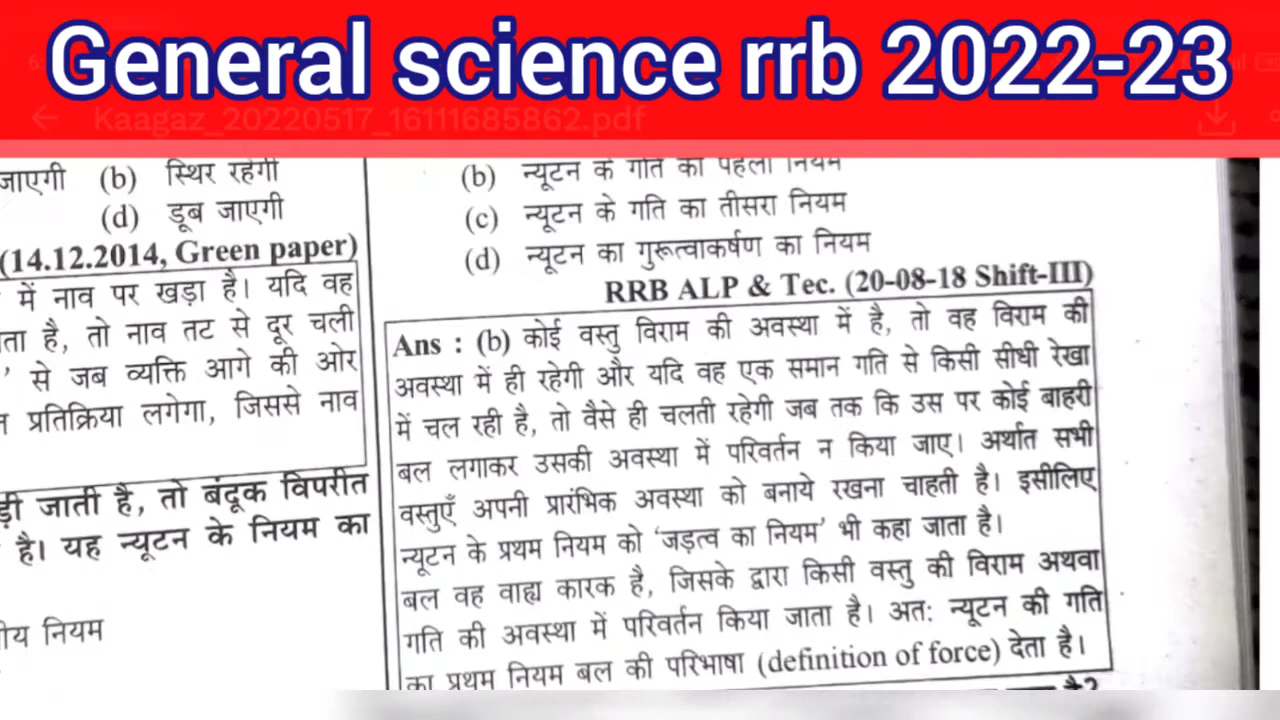 General science rrb 2022-23
Kaagaz_20220517_16111685862.pdf
जाएगी (b) स्थिर रहेगी
(d) डूब जाएगी
(14.12.2014, Green paper)
में नाव पर खड़ा है। यदि वह
ता है, तो नाव तट से दूर चली
' से जब व्यक्ति आगे की ओर
प्रतिक्रिया लगेगा, जिससे नाव
ड़ी जाती है, तो बंदूक विपरीत
है। यह न्यूटन के नियम का
ीय नियम
(b) न्यूटन के गति का पहला नियम
(c) न्यूटन के गति का तीसरा नियम
(d) न्यूटन का गुरूत्वाकर्षण का नियम
RRB ALP & Tec. (20-08-18 Shift-III)
Ans : (b) कोई वस्तु विराम की अवस्था में है, तो वह विराम की
अवस्था में ही रहेगी और यदि वह एक समान गति से किसी सीधी रेखा
में चल रही है, तो वैसे ही चलती रहेगी जब तक कि उस पर कोई बाहरी
बल लगाकर उसकी अवस्था में परिवर्तन न किया जाए। अर्थात सभी
वस्तुएँ अपनी प्रारंभिक अवस्था को बनाये रखना चाहती है। इसीलिए
न्यूटन के प्रथम नियम को 'जड़त्व का नियम' भी कहा जाता है।
बल वह वाह्य कारक है, जिसके द्वारा किसी वस्तु की विराम अथवा
गति की अवस्था में परिवर्तन किया जाता है। अत: न्यूटन की गति
का प्रथम नियम बल की परिभाषा (definition of force) देता है।